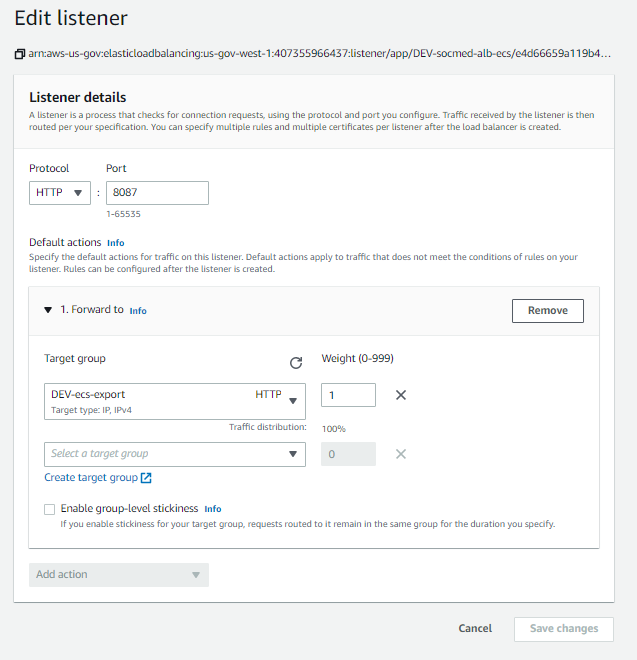 Edit listener
arn:aws-us-gov:elasticloadbalancing:us-gov-west-1:407355966437:listener/app/DEV-socmed-alb-ecs/e4d66659a119b4...
Listener details
A listener is a process that checks for connection requests, using the protocol and port you configure. Traffic received by the listener is then
routed per your specification. You can specify multiple rules and multiple certificates per listener after the load balancer is created.
Protocol Port
HTTP : 8087
1-65535
Default actions Info
Specify the default actions for traffic on this listener. Default actions apply to traffic that does not meet the conditions of rules on your
listener. Rules can be configured after the listener is created.
1. Forward to Info Remove
Target group Weight (0-999)
DEV-ecs-export HTTP 1
Target type: IP, IPv4
Traffic distribution: 100%
Select a target group 0
Create target group
Enable group-level stickiness Info
If you enable stickiness for your target group, requests routed to it remain in the same group for the duration you specify.
Add action
Cancel Save changes